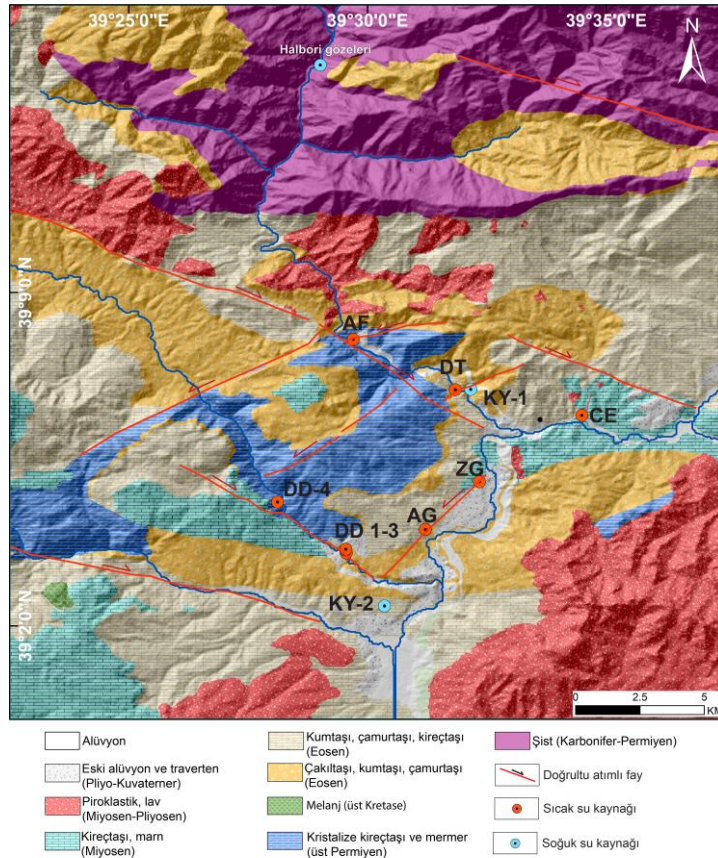 39°25'0"E
39°30'0"E
39°35'0"E
Halbori gözeleri
N
39°9'0"N
AF
DT
KY-1
CE
ZG
DD-4
AG
DD 1-3
KY-2
39°2'0"N
0 2.5 5
KM
Alüvyon
Eski alüvyon ve traverten
(Pliyo-Kuvaterner)
Piroklastik, lav
(Miyosen-Pliyosen)
Kireçtaşı, marn
(Miyosen)
Kumtaşı, çamurtaşı, kireçtaşı
(Eosen)
Çakıltaşı, kumtaşı, çamurtaşı
(Eosen)
Melanj (üst Kretase)
Kristalize kireçtaşı ve mermer
(üst Permiyen)
Şist (Karbonifer-Permiyen)
Doğrultu atımlı fay
Sıcak su kaynağı
Soğuk su kaynağı